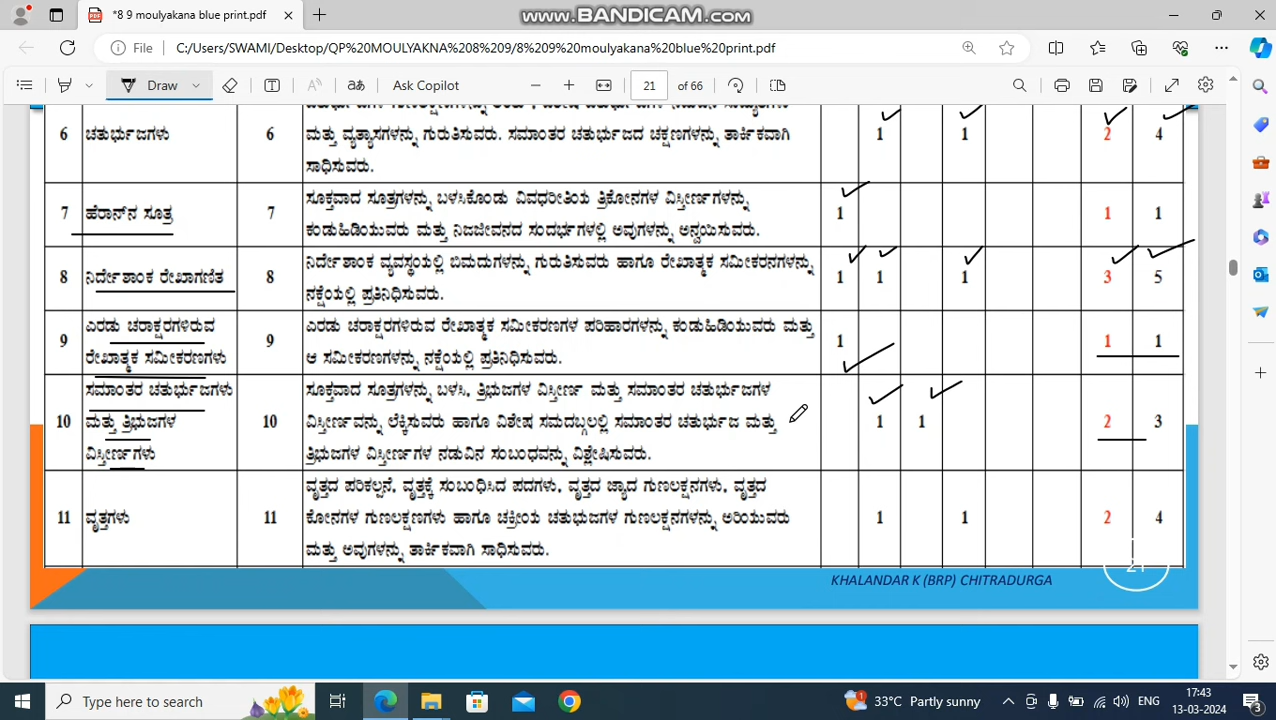 www.BANDICAM.com
*8 9 moulyakana blue print.pdf
File
C:/Users/SWAMI/Desktop/QP%20MOULYAKNA%208%209/8%209%20moulyakana%20blue%20print.pdf
Draw
Ask Copilot
21
of 66
6 ಚತುರ್ಭುಜಗಳು 6 ಮತ್ತು ವ್ಯತ್ಯಾಸಗಳನ್ನು ಗುರುತಿಸುವರು. ಸಮಾಂತರ ಚತುರ್ಭುಜದ ಚಕ್ಷಣಗಳನ್ನು ತಾರ್ಕಿಕವಾಗಿ 1 1 2 4
ಸಾಧಿಸುವರು.
7 ಹೆರಾನ್‌ನ ಸೂತ್ರ 7 ಸೂಕ್ತವಾದ ಸೂತ್ರಗಳನ್ನು ಬಳಸಿಕೊಂಡು ವಿವಧರೀತಿಯ ತ್ರಿಕೋನಗಳ ವಿಸ್ತೀರ್ಣಗಳನ್ನು
ಕಂಡುಹಿಡಿಯುವರು ಮತ್ತು ನಿಜಜೀವನದ ಸಂದರ್ಭಗಳಲ್ಲಿ ಅವುಗಳನ್ನು ಅನ್ವಯಿಸುವರು. 1 1 1
8 ನಿರ್ದೇಶಾಂಕ ರೇಖಾಗಣಿತ 8 ನಿರ್ದೇಶಾಂಕ ವ್ಯವಸ್ಥೆಯಲ್ಲಿ ಬಿಮದುಗಳನ್ನು ಗುರುತಿಸುವರು ಹಾಗೂ ರೇಖಾತ್ಮಕ ಸಮೀಕರನಗಳನ್ನು
ನಕ್ಷೆಯಲ್ಲಿ ಪ್ರತಿನಿಧಿಸುವರು. 1 1 1 3 5
9 ಎರಡು ಚರಾಕ್ಷರಗಳಿರುವ
ರೇಖಾತ್ಮಕ ಸಮೀಕರಣಗಳು 9 ಎರಡು ಚರಾಕ್ಷರಗಳಿರುವ ರೇಖಾತ್ಮಕ ಸಮೀಕರಣಗಳ ಪರಿಹಾರಗಳನ್ನು ಕಂಡುಹಿಡಿಯುವರು ಮತ್ತು
ಆ ಸಮೀಕರಣಗಳನ್ನು ನಕ್ಷೆಯಲ್ಲಿ ಪ್ರತಿನಿಧಿಸುವರು. 1 1 1
10 ಸಮಾಂತರ ಚತುರ್ಭುಜಗಳು
ಮತ್ತು ತ್ರಿಭುಜಗಳ
ವಿಸ್ತೀರ್ಣಗಳು 10 ಸೂಕ್ತವಾದ ಸೂತ್ರಗಳನ್ನು ಬಳಸಿ, ತ್ರಿಭುಜಗಳ ವಿಸ್ತೀರ್ಣ ಮತ್ತು ಸಮಾಂತರ ಚತುರ್ಭುಜಗಳ
ವಿಸ್ತೀರ್ಣವನ್ನು ಲೆಕ್ಕಿಸುವರು ಹಾಗೂ ವಿಶೇಷ ಸಮದಬ್ಗಲಲ್ಲಿ ಸಮಾಂತರ ಚತುರ್ಭುಜ ಮತ್ತು
ತ್ರಿಭುಜಗಳ ವಿಸ್ತೀರ್ಣಗಳ ನಡುವಿನ ಸಂಬಂಧವನ್ನು ವಿಶ್ಲೇಷಿಸುವರು. 1 1 2 3
11 ವೃತ್ತಗಳು 11 ವೃತ್ತದ ಪರಿಕಲ್ಪನೆ, ವೃತ್ತಕ್ಕೆ ಸಂಬಂಧಿಸಿದ ಪದಗಳು, ವೃತ್ತದ ಜ್ಯಾದ ಗುಣಲಕ್ಷನಗಳು, ವೃತ್ತದ
ಕೋನಗಳ ಗುಣಲಕ್ಷಣಗಳು ಹಾಗೂ ಚಕ್ರೀಯ ಚತುಭುಜಗಳ ಗುಣಲಕ್ಷನಗಳನ್ನು ಅರಿಯುವರು
ಮತ್ತು ಅವುಗಳನ್ನು ತಾರ್ಕಿಕವಾಗಿ ಸಾಧಿಸುವರು. 1 1 2 4
KHALANDAR K (BRP) CHITRADURGA
Type here to search
33°C Partly sunny
ENG
17:43
13-03-2024